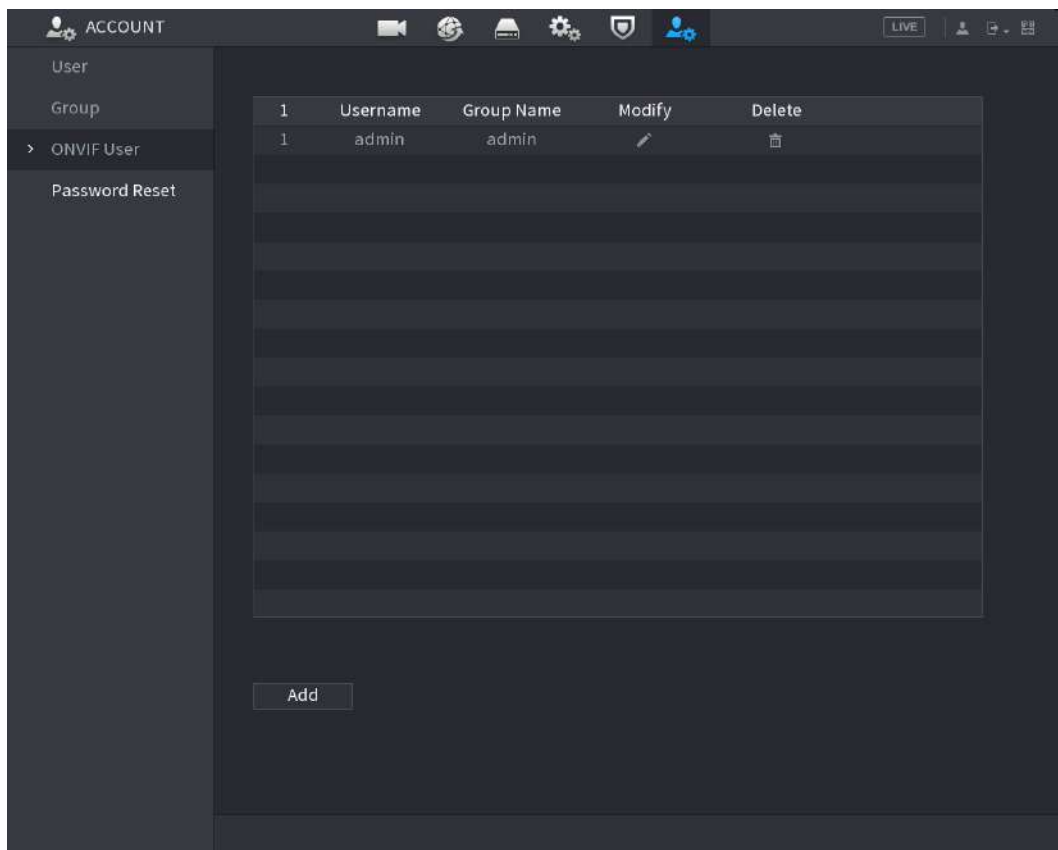 ACCOUNT LIVE
User
Group
ONVIF User
Password Reset
1 Username Group Name Modify Delete
1 admin admin
Add